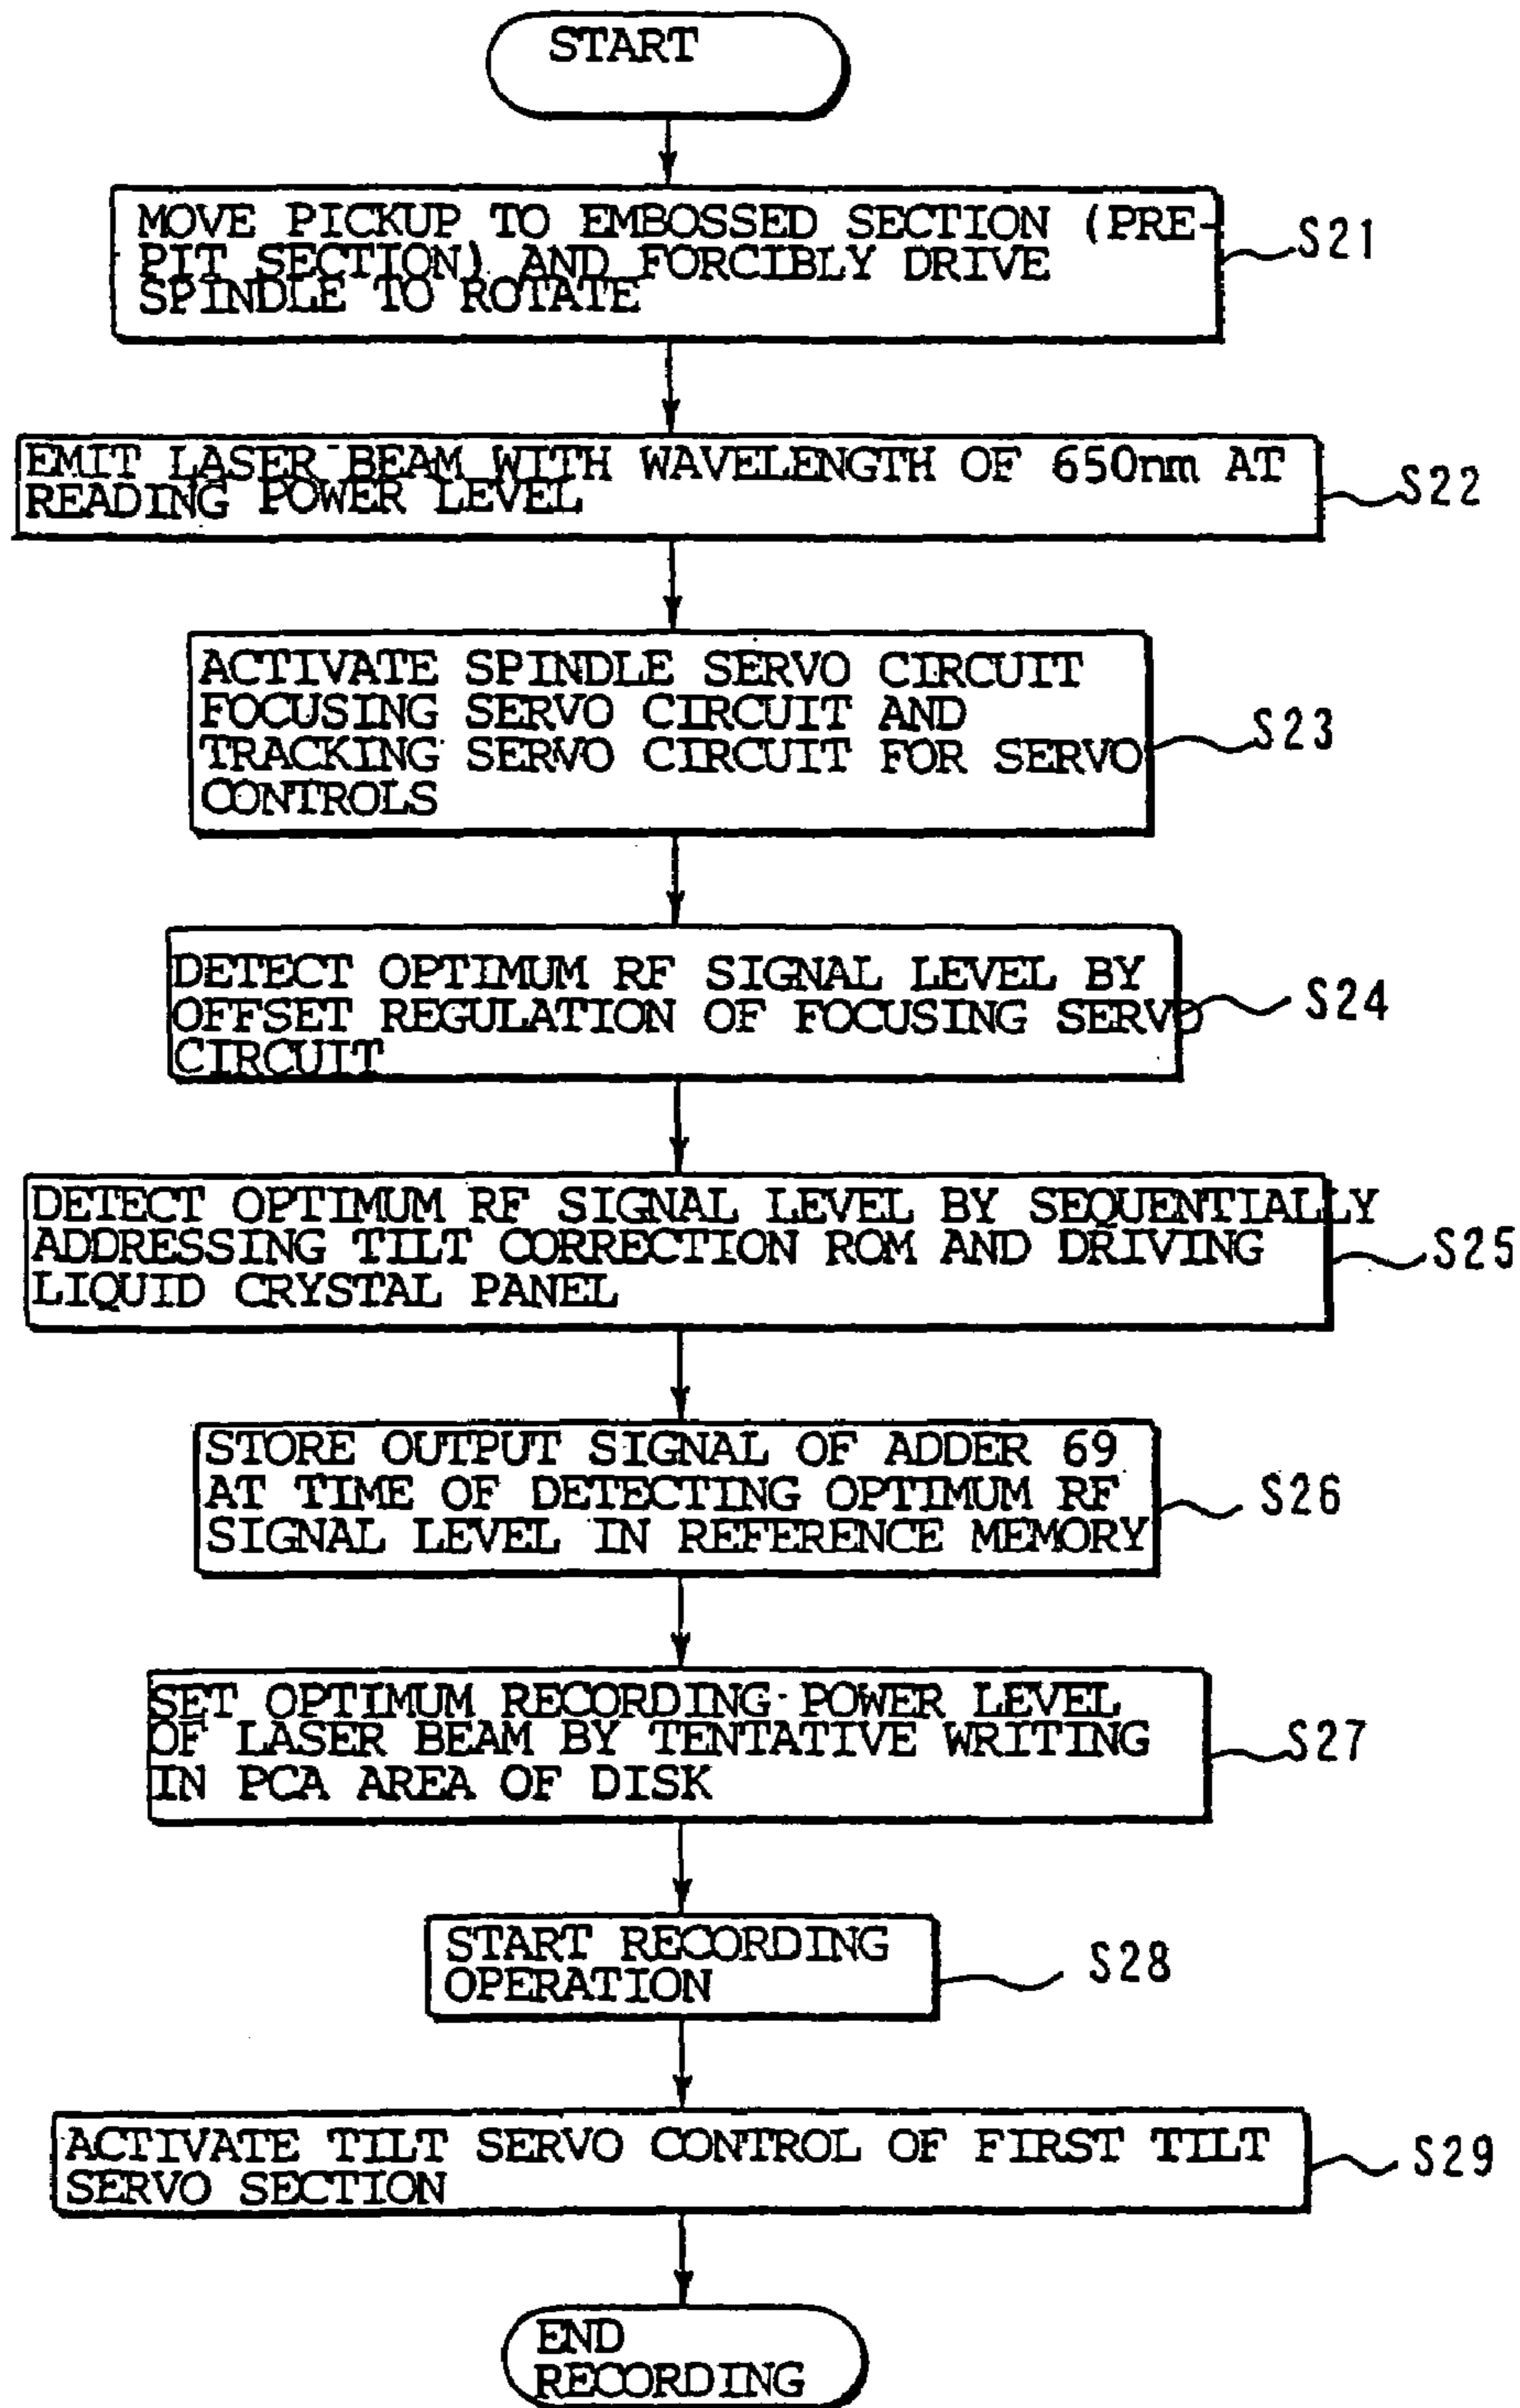 START
MOVE PICKUP TO EMBOSSED SECTION (PRE-
PIT SECTION) AND FORCIBLY DRIVE
SPINDLE TO ROTATE
S21
EMIT LASER BEAM WITH WAVELENGTH OF 650nm AT
READING POWER LEVEL
S22
ACTIVATE SPINDLE SERVO CIRCUIT
FOCUSING SERVO CIRCUIT AND
TRACKING SERVO CIRCUIT FOR SERVO
CONTROLS
S23
DETECT OPTIMUM RF SIGNAL LEVEL BY
OFFSET REGULATION OF FOCUSING SERVO
CIRCUIT
S24
DETECT OPTIMUM RF SIGNAL LEVEL BY SEQUENTIALLY
ADDRESSING TILT CORRECTION ROM AND DRIVING
LIQUID CRYSTAL PANEL
S25
STORE OUTPUT SIGNAL OF ADDER 69
AT TIME OF DETECTING OPTIMUM RF
SIGNAL LEVEL IN REFERENCE MEMORY
S26
SET OPTIMUM RECORDING POWER LEVEL
OF LASER BEAM BY TENTATIVE WRITING
IN PCA AREA OF DISK
S27
START RECORDING
OPERATION
S28
ACTIVATE TILT SERVO CONTROL OF FIRST TILT
SERVO SECTION
S29
END
RECORDING